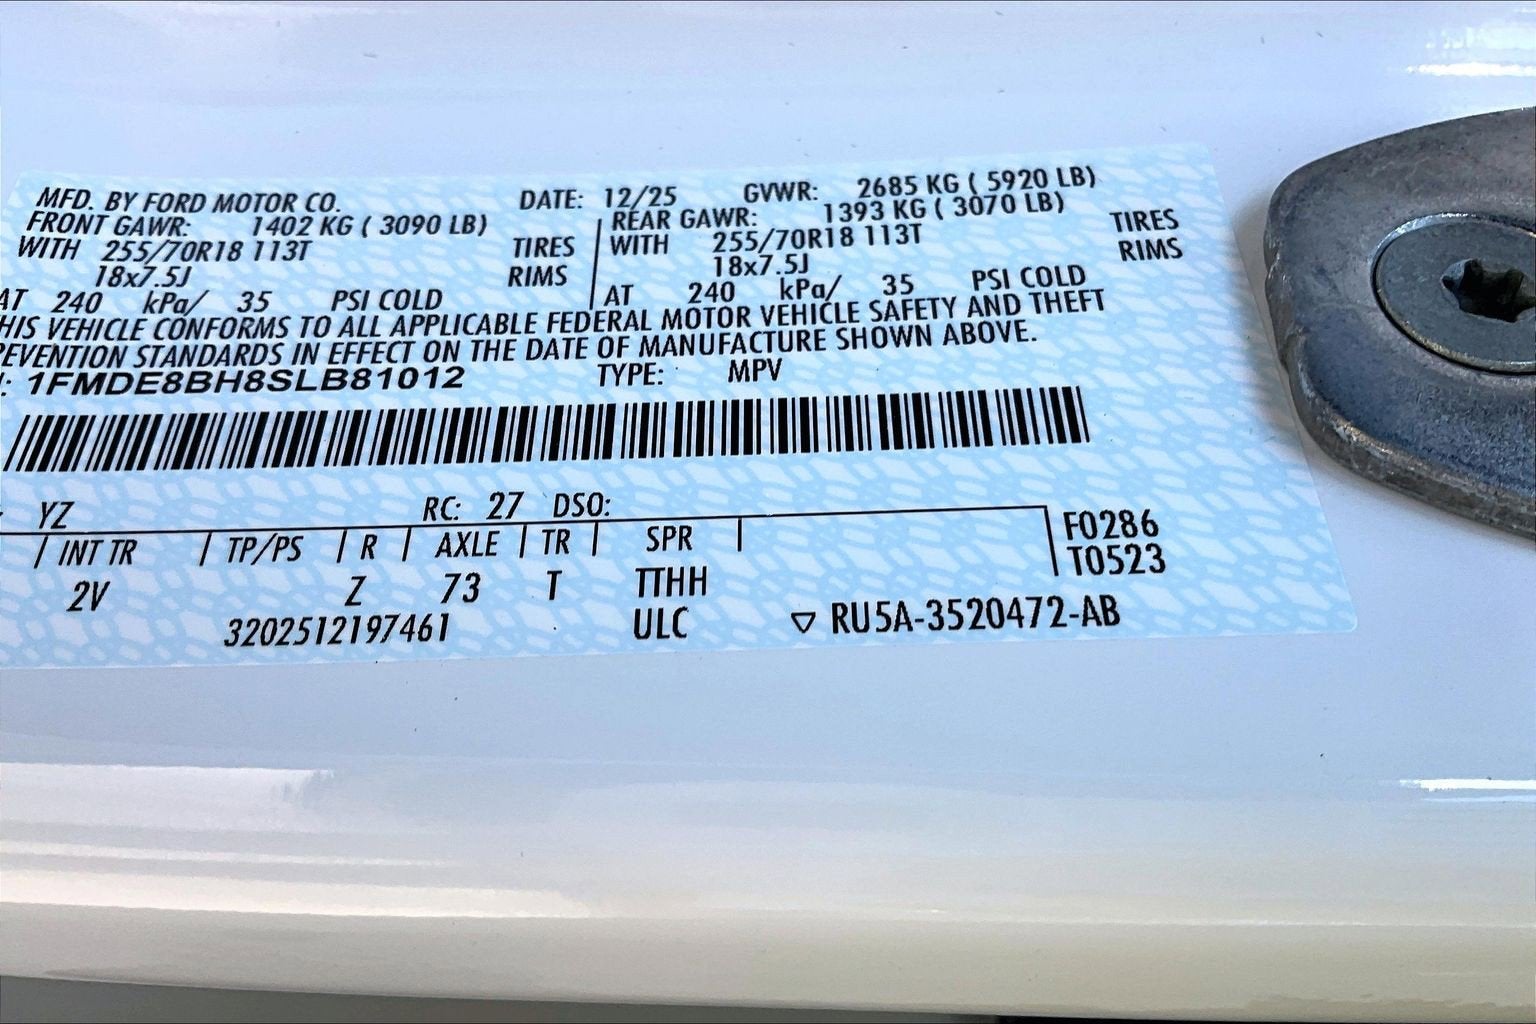 MFD. BY FORD MOTOR CO. DATE: 12/25 GVWR: 2685 KG ( 5920 LB)
FRONT GAWR: 1402 KG ( 3090 LB) REAR GAWR: 1393 KG ( 3070 LB)
WITH 255/70R18 113T TIRES WITH 255/70R18 113T TIRES
18x7.5J RIMS 18x7.5J RIMS
AT 240 kPa/ 35 PSI COLD AT 240 kPa/ 35 PSI COLD
HIS VEHICLE CONFORMS TO ALL APPLICABLE FEDERAL MOTOR VEHICLE SAFETY AND THEFT
EVENTION STANDARDS IN EFFECT ON THE DATE OF MANUFACTURE SHOWN ABOVE.
: 1FMDE8BH8SLB81012 TYPE: MPV
YZ RC: 27 DSO:
INT TR TP/PS R AXLE TR SPR F0286
2V Z 73 T TTHH T0523
3202512197461 ULC ▽ RU5A-3520472-AB